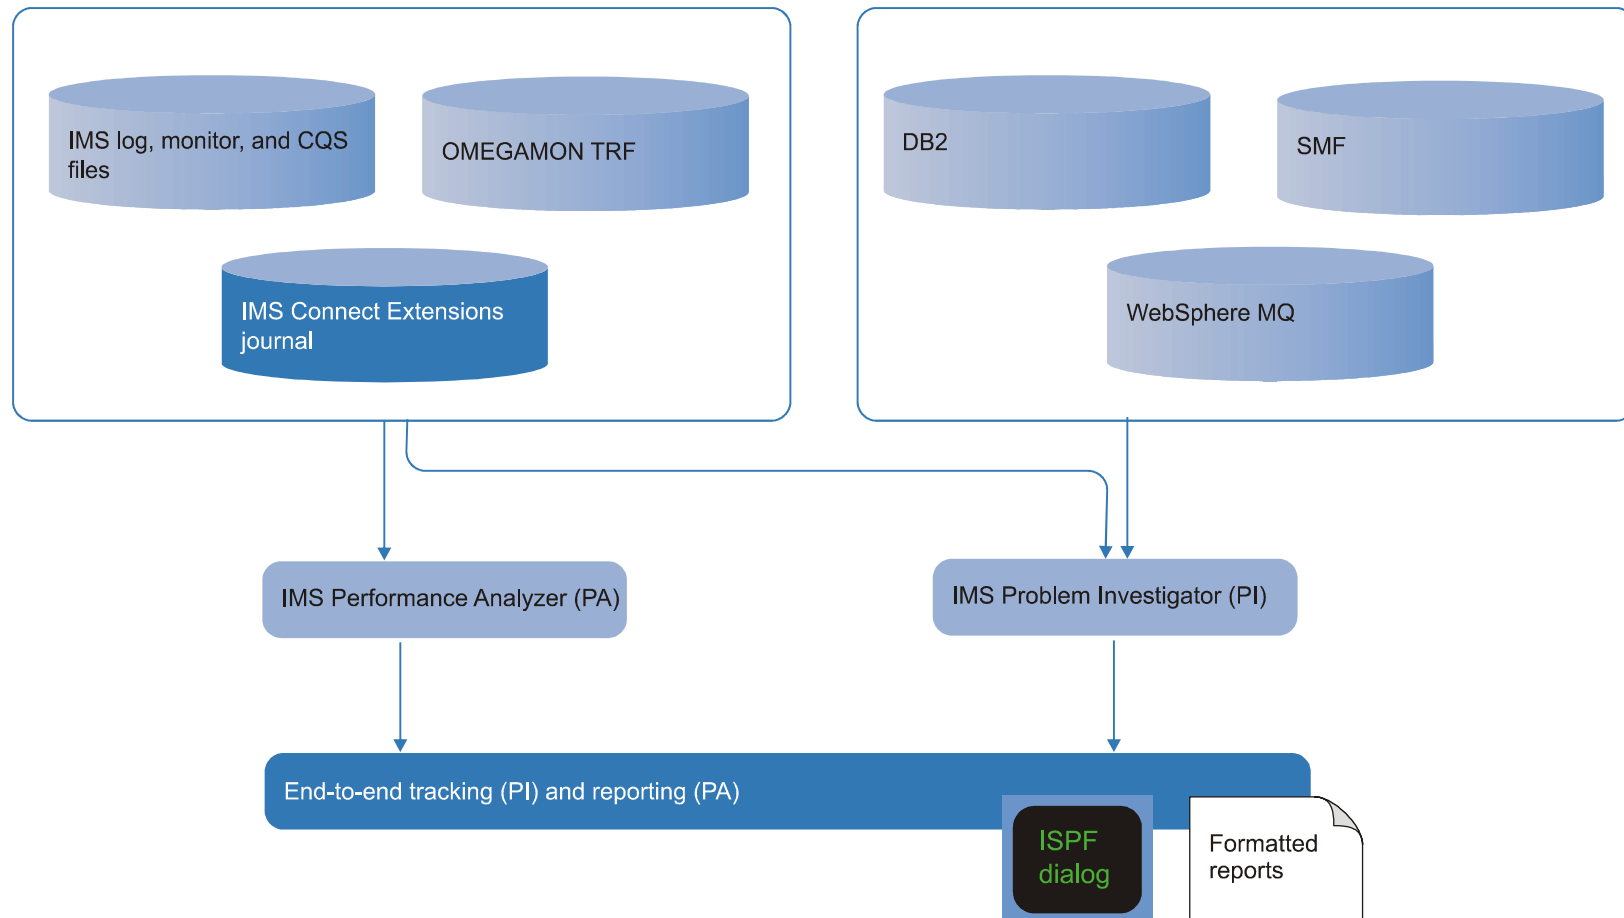 IMS log, monitor, and CQS
files
OMEGAMON TRF
IMS Connect Extensions
journal
DB2
SMF
WebSphere MQ
IMS Performance Analyzer (PA)
IMS Problem Investigator (PI)
End-to-end tracking (PI) and reporting (PA)
ISPF
dialog
Formatted
reports